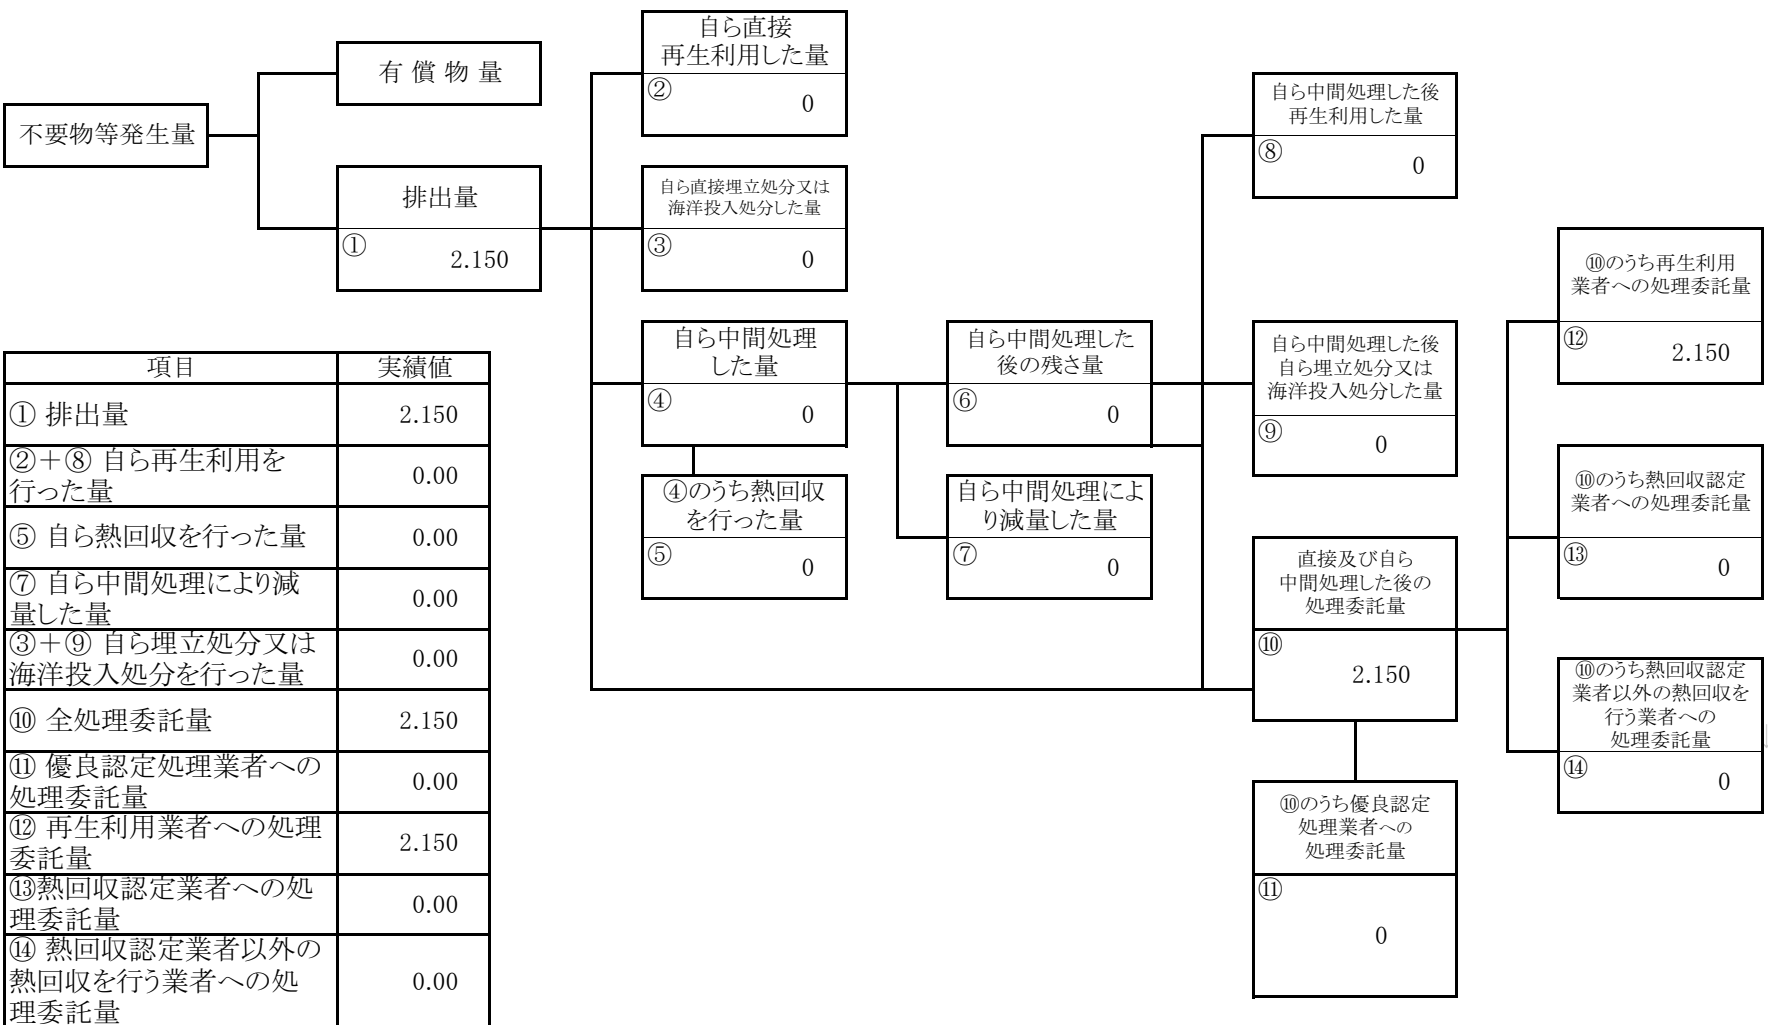 自ら直接
再生利用した量
②
0
有 償 物 量
不要物等発生量
自ら中間処理した後
再生利用した量
⑧
0
排出量
①
2.150
自ら直接埋立処分又は
海洋投入処分した量
③
0
⑩のうち再生利用
業者への処理委託量
⑫
2.150
自ら中間処理
した量
④
0
自ら中間処理した
後の残さ量
⑥
0
自ら中間処理した後
自ら埋立処分又は
海洋投入処分した量
⑨
0
④のうち熱回収
を行った量
⑤
0
自ら中間処理によ
り減量した量
⑦
0
⑩のうち熱回収認定
業者への処理委託量
⑬
0
直接及び自ら
中間処理した後の
処理委託量
⑩
2.150
⑩のうち熱回収認定
業者以外の熱回収を
行う業者への
処理委託量
⑭
0
⑩のうち優良認定
処理業者への
処理委託量
⑪
0
項目 実績値
① 排出量 2.150
②＋⑧ 自ら再生利用を
行った量 0.00
⑤ 自ら熱回収を行った量 0.00
⑦ 自ら中間処理により減
量した量 0.00
③＋⑨ 自ら埋立処分又は
海洋投入処分を行った量 0.00
⑩ 全処理委託量 2.150
⑪ 優良認定処理業者への
処理委託量 0.00
⑫ 再生利用業者への処理
委託量 2.150
⑬熱回収認定業者への処
理委託量 0.00
⑭ 熱回収認定業者以外の
熱回収を行う業者への処
理委託量 0.00